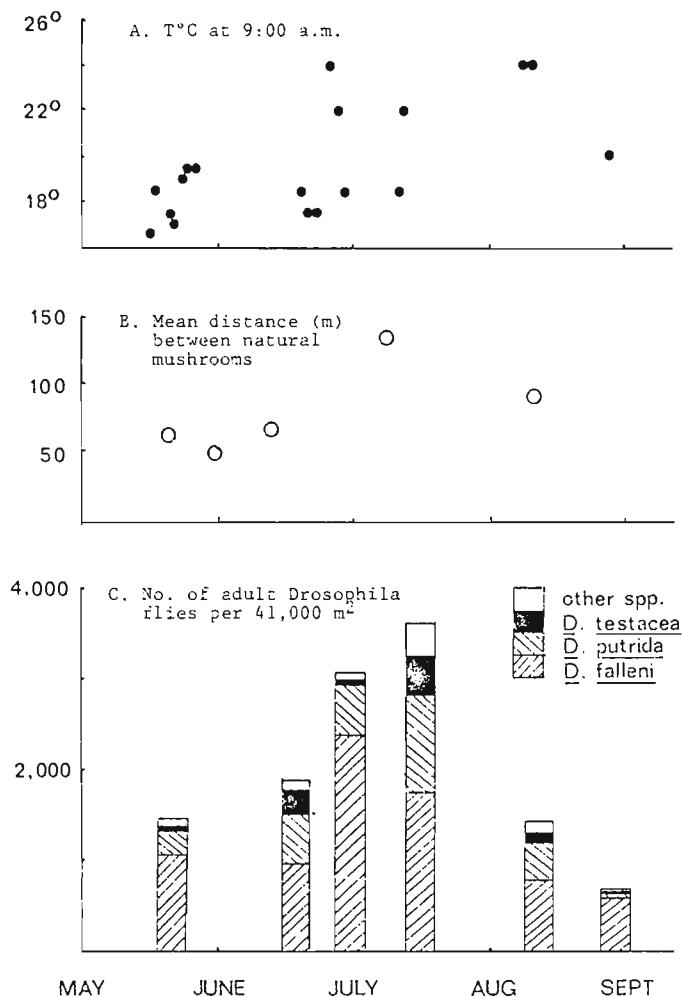 26°
A. T°C at 9:00 a.m.
22°
18°
150
B. Mean distance (m)
between natural
mushrooms
100
50
4,000
C. No. of adult Drosophila
flies per 41,000 m²
other spp.
D. testacea
D. putrida
D. falleni
2,000
MAY JUNE JULY AUG SEPT